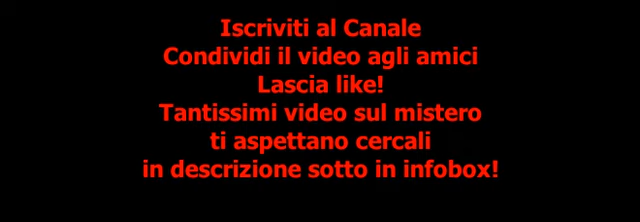 Iscriviti al Canale
Condividi il video agli amici
Lascia like!
Tantissimi video sul mistero
ti aspettano cercali
in descrizione sotto in infobox!